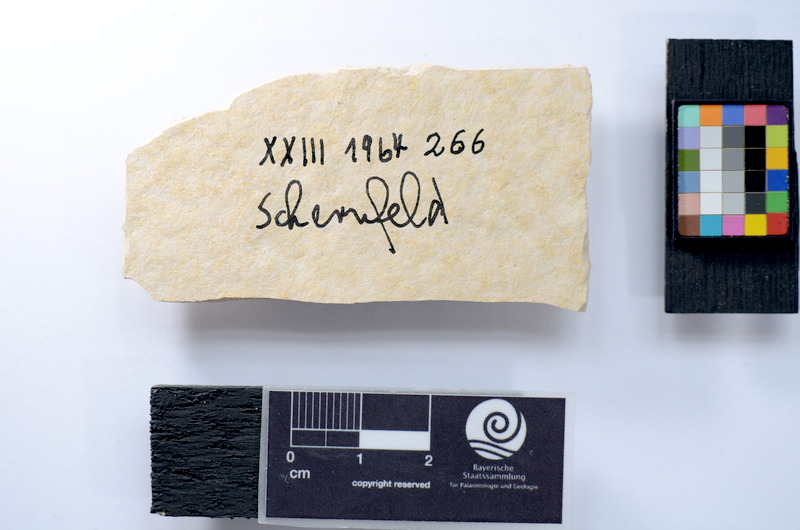 XXIII 1964 266
Schernfeld
0 1 2
cm
copyright reserved
Bayerische
Staatssammlung
für Paläontologie und Geologie